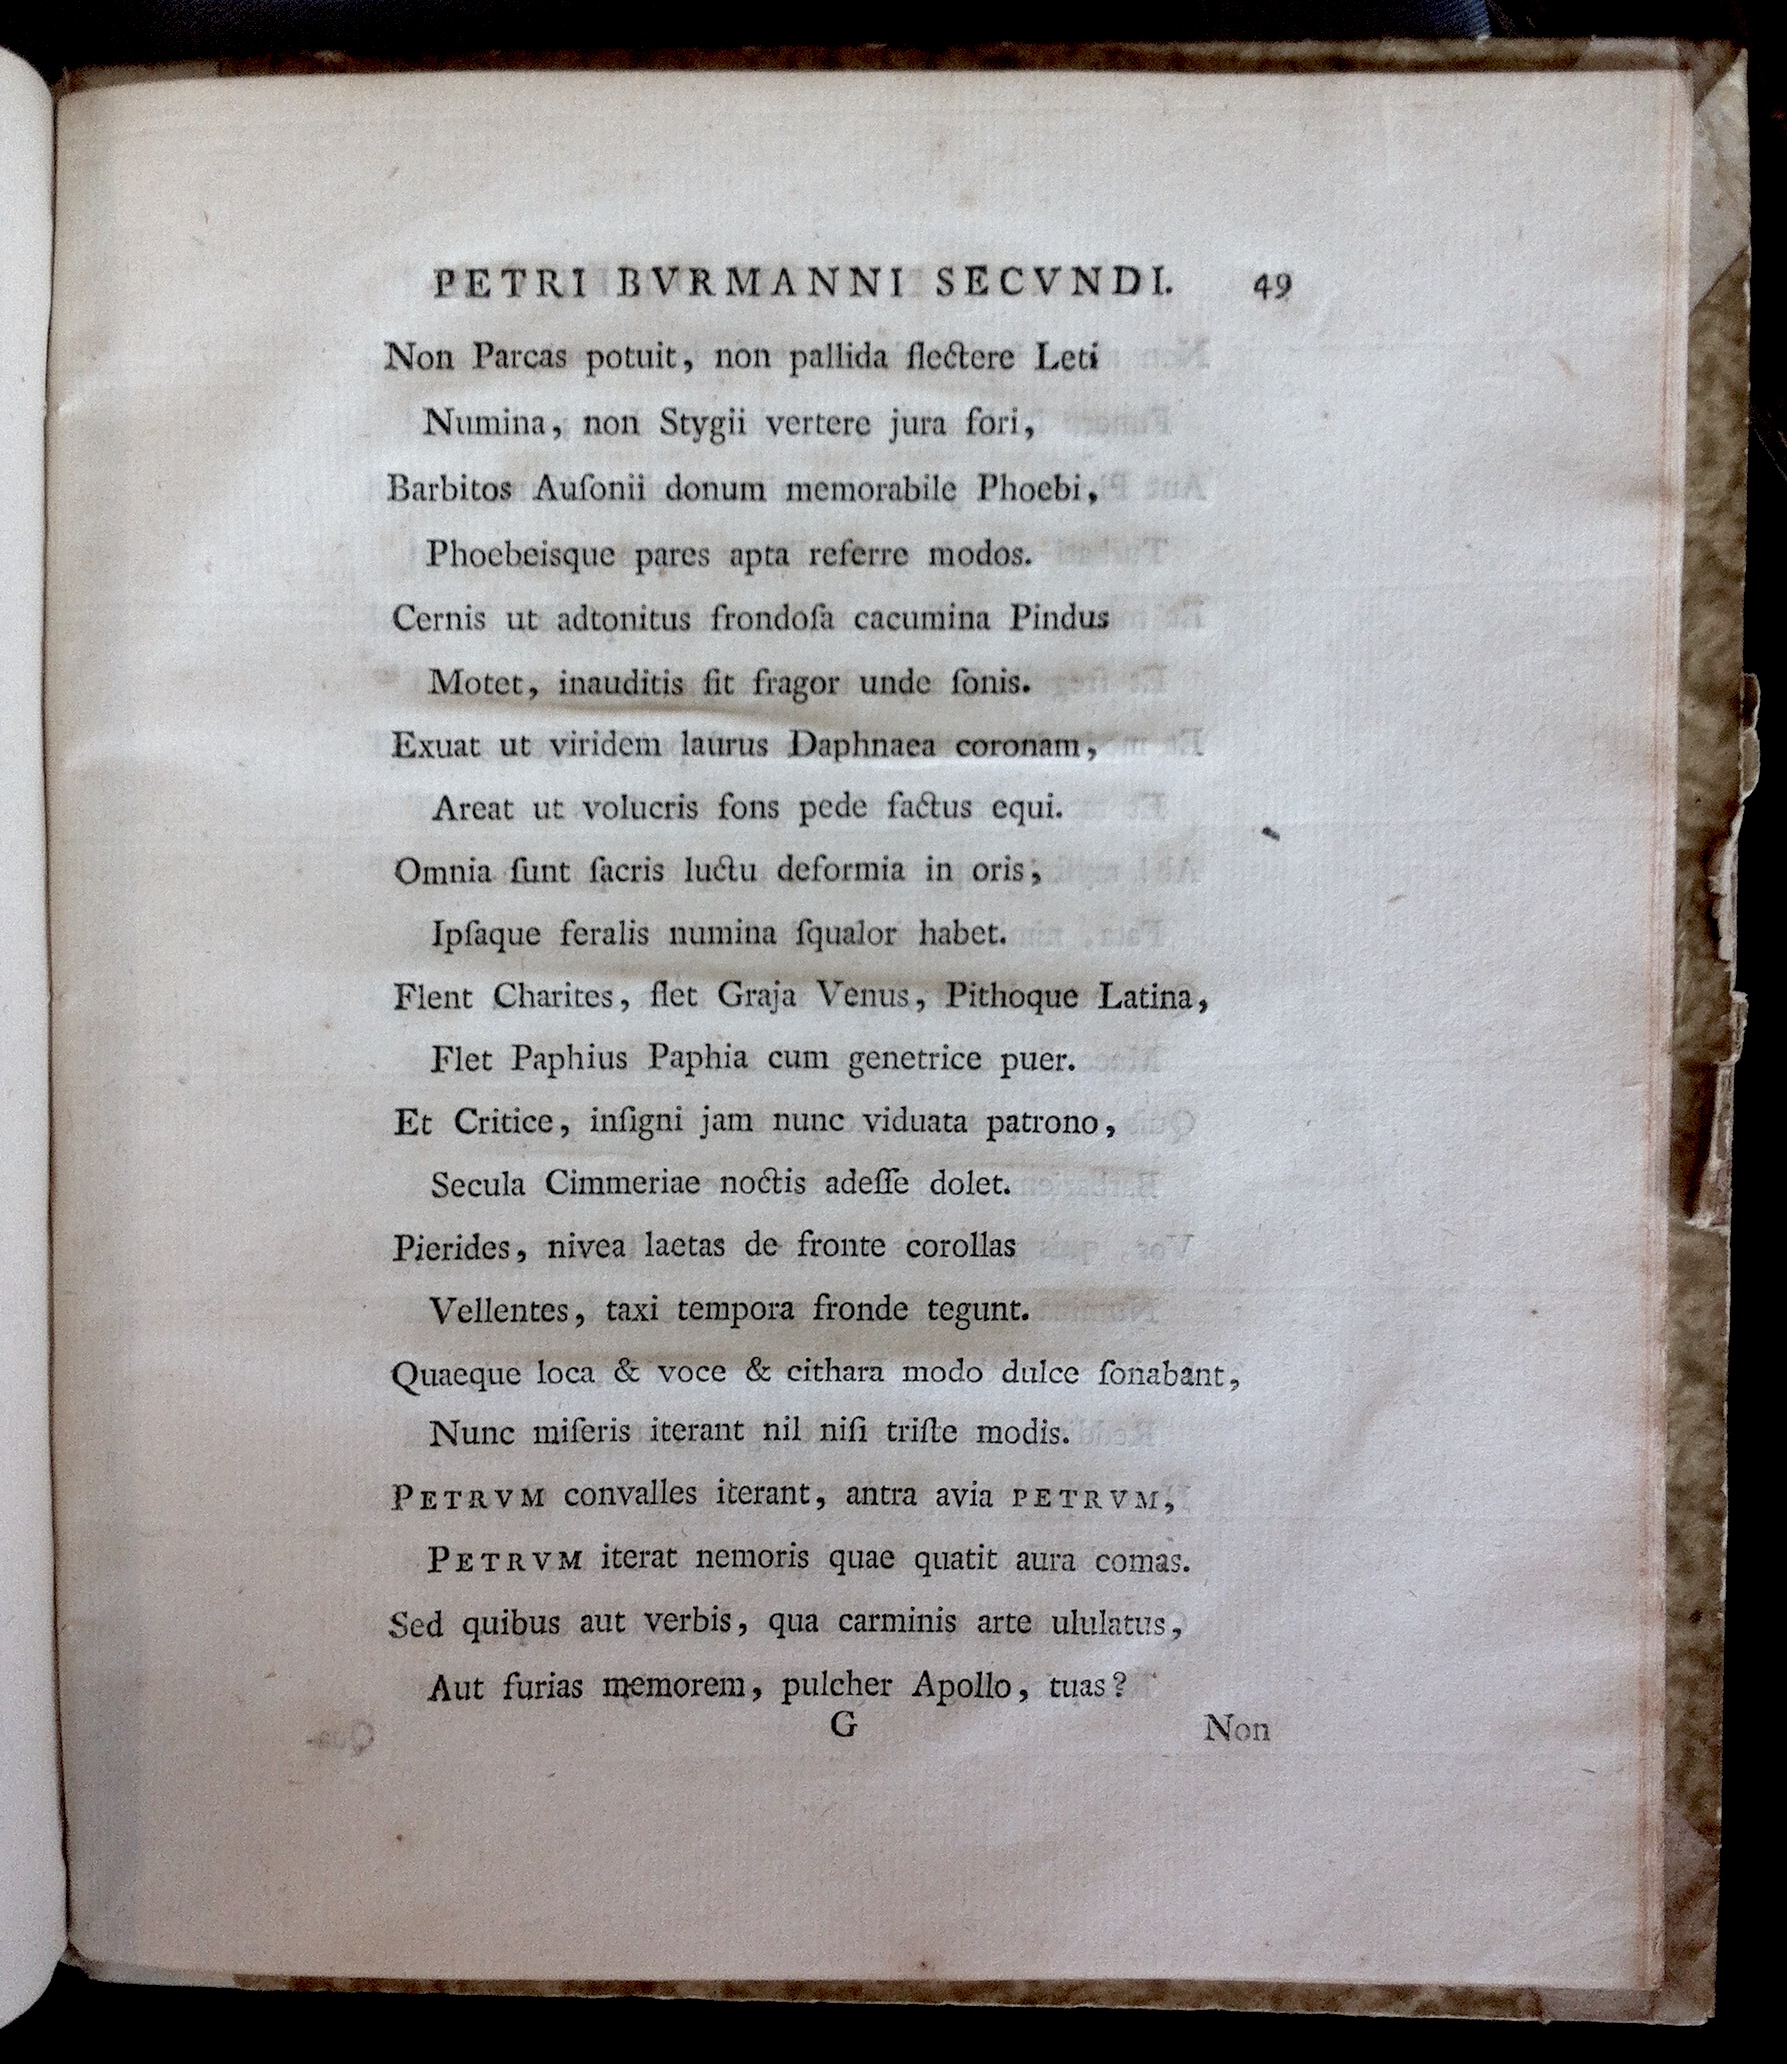 PETRI BVRMANNI SECVNDI. 49
Non Parcas potuit, non pallida flectere Leti
Numina, non Stygii vertere jura fori,
Barbitos Auſonii donum memorabile Phoebi,
Phoebeisque pares apta referre modos.
Cernis ut adtonitus frondoſa cacumina Pindus
Motet, inauditis fit fragor unde ſonis.
Exuat ut viridem laurus Daphnaea coronam,
Areat ut volucris fons pede factus equi.
Omnia ſunt ſacris luctu deformia in oris,
Ipſaque feralis numina ſqualor habet.
Flent Charites, flet Graja Venus, Pithoque Latina,
Flet Paphius Paphia cum genetrice puer.
Et Critice, inſigni jam nunc viduata patrono,
Secula Cimmeriae noctis adeſſe dolet.
Pierides, nivea laetas de fronte corollas
Vellentes, taxi tempora fronde tegunt.
Quaeque loca & voce & cithara modo dulce ſonabant,
Nunc miſeris iterant nil niſi triſte modis.
PETRVM convalles iterant, antra avia PETRVM,
PETRVM iterat nemoris quae quatit aura comas.
Sed quibus aut verbis, qua carminis arte ululatus,
Aut furias memorem, pulcher Apollo, tuas?
G Non